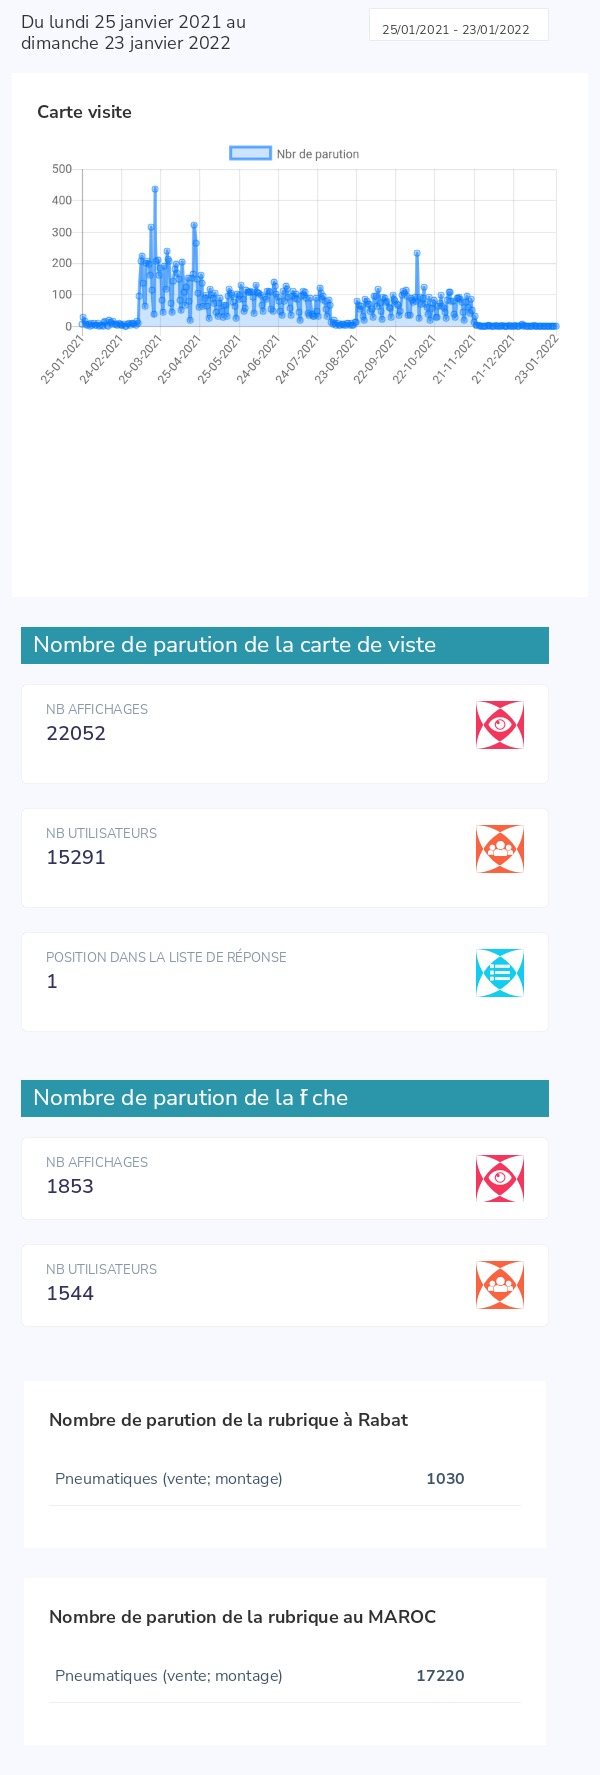 Du lundi 25 janvier 2021 au
dimanche 23 janvier 2022
25/01/2021 - 23/01/2022
Carte visite
Nbr de parution
500
400
300
200
100
0
25-01-2021
24-02-2021
26-03-2021
25-04-2021
25-05-2021
24-06-2021
24-07-2021
23-08-2021
22-09-2021
22-10-2021
21-11-2021
21-12-2021
23-01-2022
Nombre de parution de la carte de viste
NB AFFICHAGES
22052
NB UTILISATEURS
15291
POSITION DANS LA LISTE DE RÉPONSE
1
Nombre de parution de la f che
NB AFFICHAGES
1853
NB UTILISATEURS
1544
Nombre de parution de la rubrique à Rabat
Pneumatiques (vente; montage) 1030
Nombre de parution de la rubrique au MAROC
Pneumatiques (vente; montage) 17220